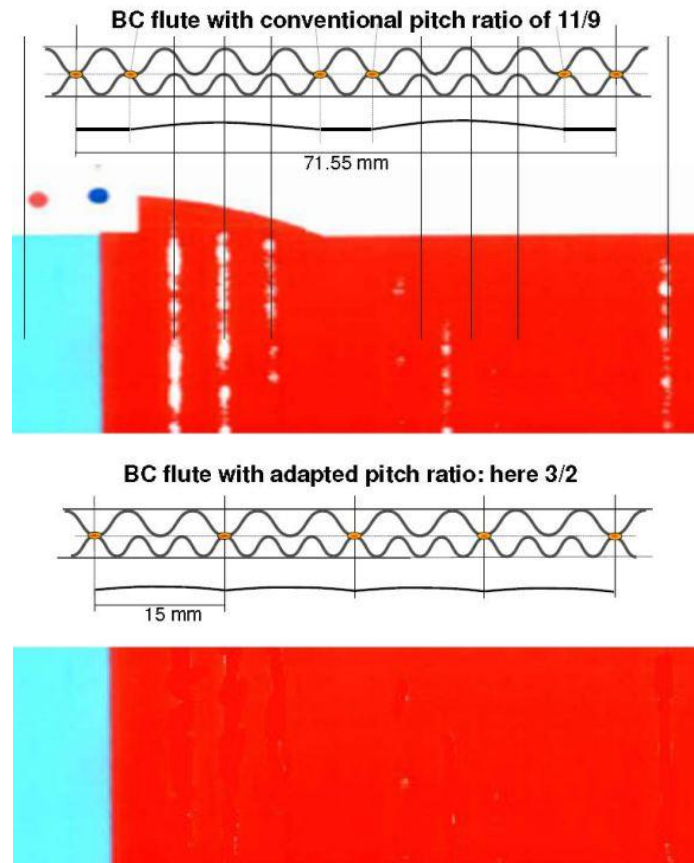 BC flute with conventional pitch ratio of 11/9
71.55 mm
BC flute with adapted pitch ratio: here 3/2
15 mm